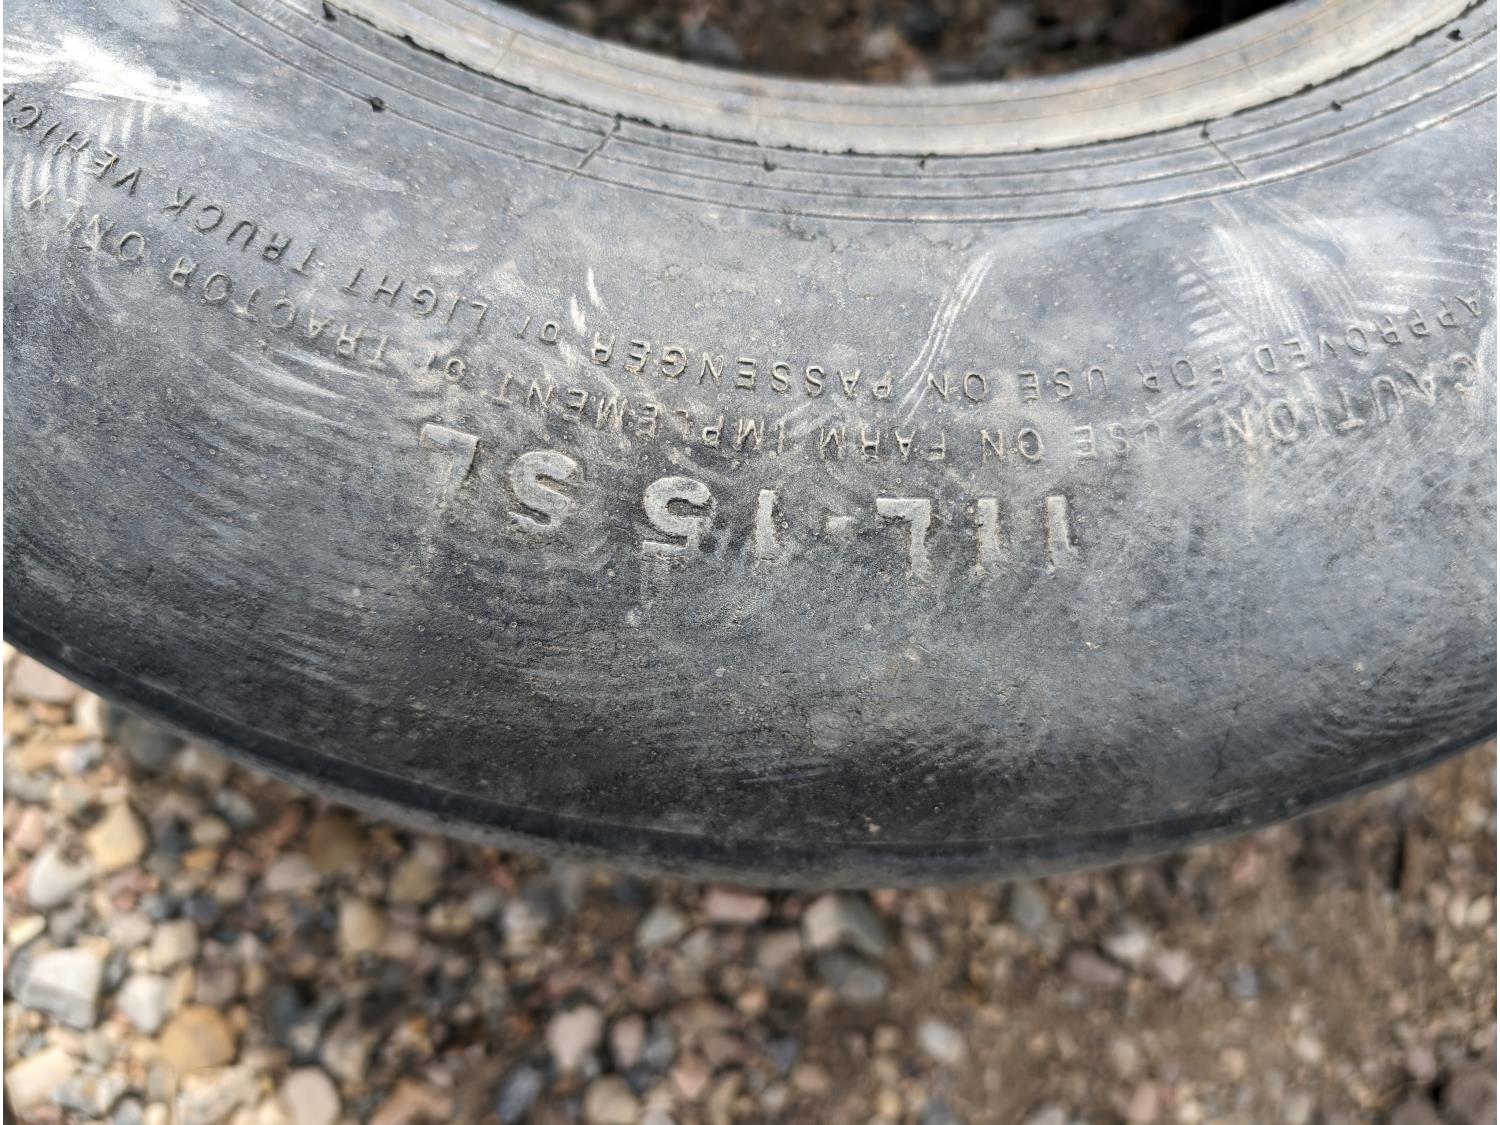 11L-15 SL
CAUTION: USE ON FARM IMPLEMENT or TRACTOR ONLY
APPROVED FOR USE ON PASSENGER or LIGHT TRUCK VEHIC